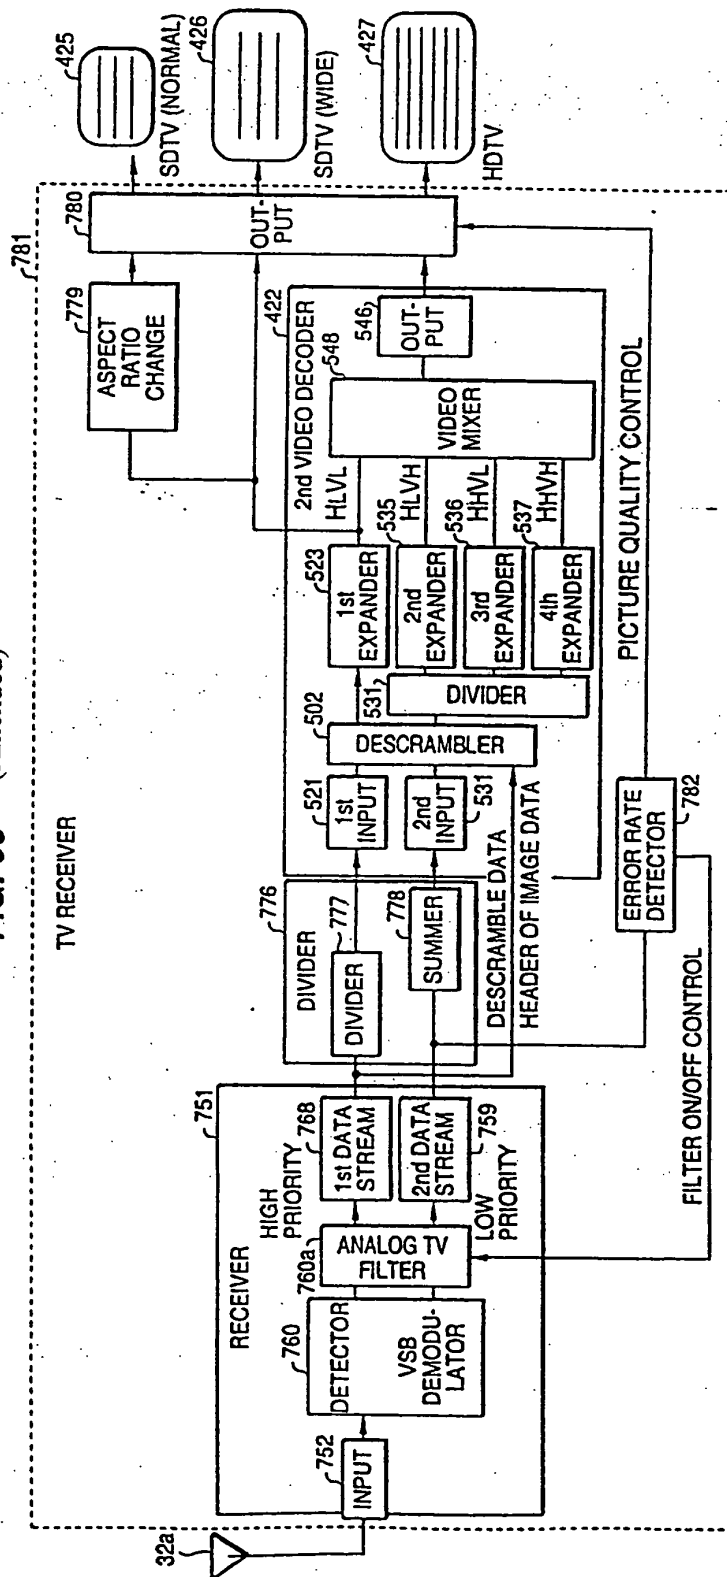 TV RECEIVER
781
32a
RECEIVER
751
752
INPUT
760
DETECTOR
VSB
DEMODU-
LATOR
760a
ANALOG TV
FILTER
HIGH
PRIORITY
768
1st DATA
STREAM
2nd DATA
STREAM
759
LOW
PRIORITY
776
DIVIDER
777
DIVIDER
778
SUMMER
DESCRAMBLE DATA
HEADER OF IMAGE DATA
422
2nd VIDEO DECODER
521
1st
INPUT
2nd
INPUT
531
502
DESCRAMBLER
531
DIVIDER
523
1st
EXPANDER
535
2nd
EXPANDER
536
3rd
EXPANDER
537
4th
EXPANDER
HLVL
HLVH
HHVL
HHVH
548
VIDEO
MIXER
546
OUT-
PUT
779
ASPECT
RATIO
CHANGE
780
OUT-
PUT
425
SDTV (NORMAL)
426
SDTV (WIDE)
427
HDTV
782
ERROR RATE
DETECTOR
FILTER ON/OFF CONTROL
PICTURE QUALITY CONTROL